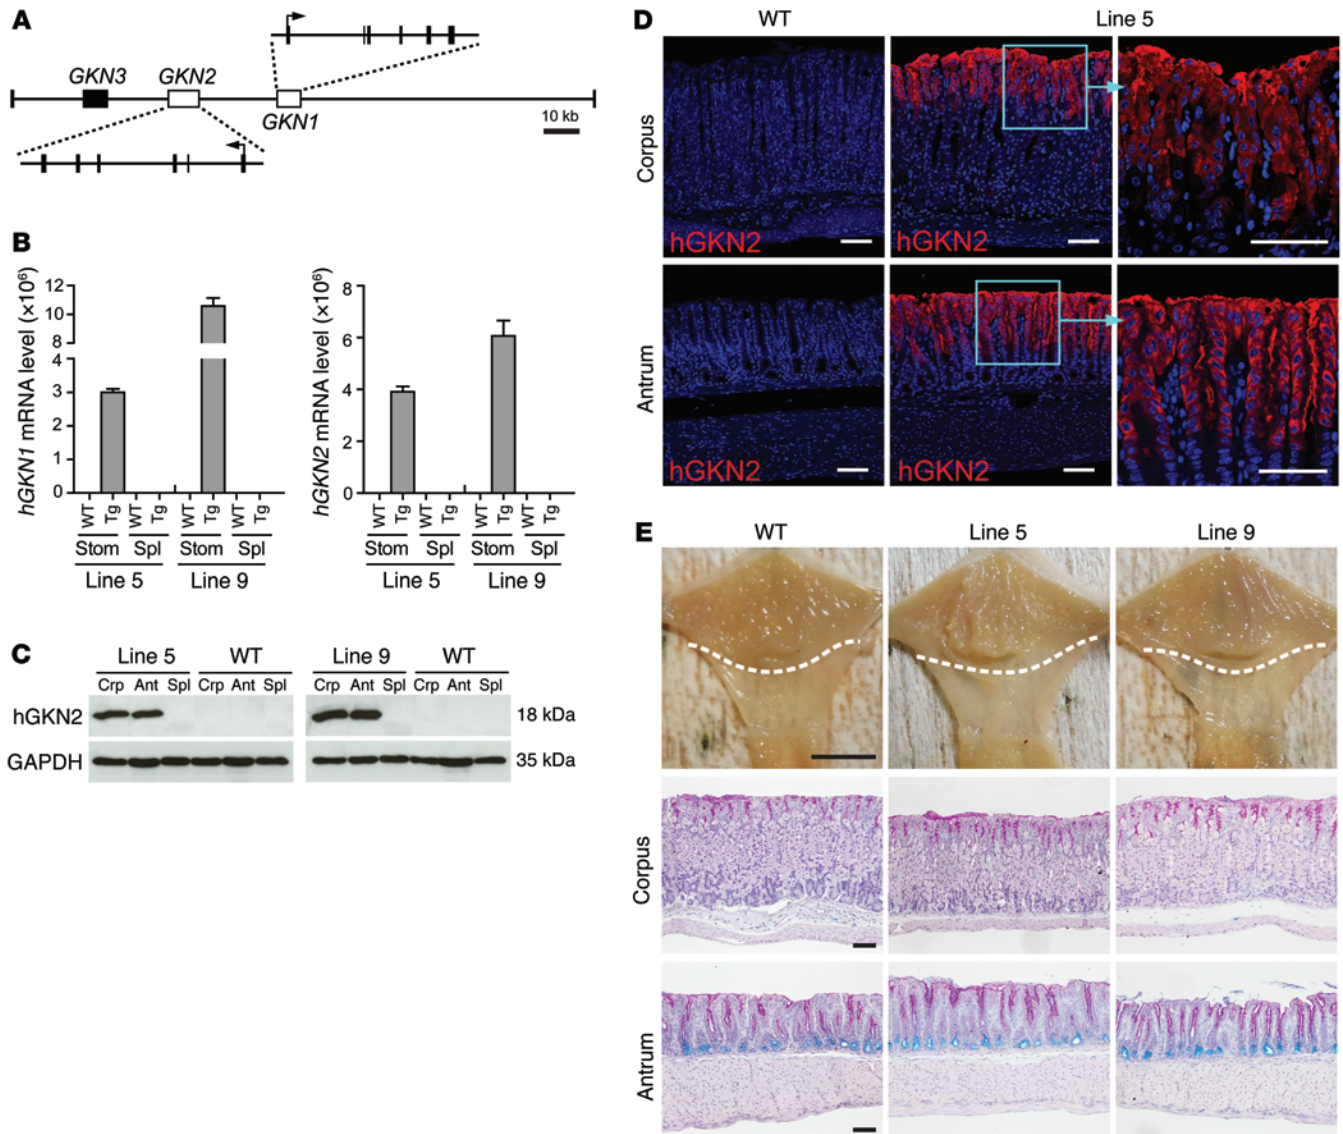 A
GKN3
GKN2
GKN1
10 kb
B
hGKN1 mRNA level (×10⁶)
12
10
8
4
3
2
1
0
WT Tg WT Tg WT Tg WT Tg
Stom Spl Stom Spl
Line 5 Line 9
hGKN2 mRNA level (×10⁶)
8
6
4
2
0
WT Tg WT Tg WT Tg WT Tg
Stom Spl Stom Spl
Line 5 Line 9
C
Line 5 WT Line 9 WT
Crp Ant Spl Crp Ant Spl Crp Ant Spl Crp Ant Spl
hGKN2 18 kDa
GAPDH 35 kDa
D
WT Line 5
Corpus
hGKN2 hGKN2
Antrum
hGKN2 hGKN2
E
WT Line 5 Line 9
Corpus
Antrum